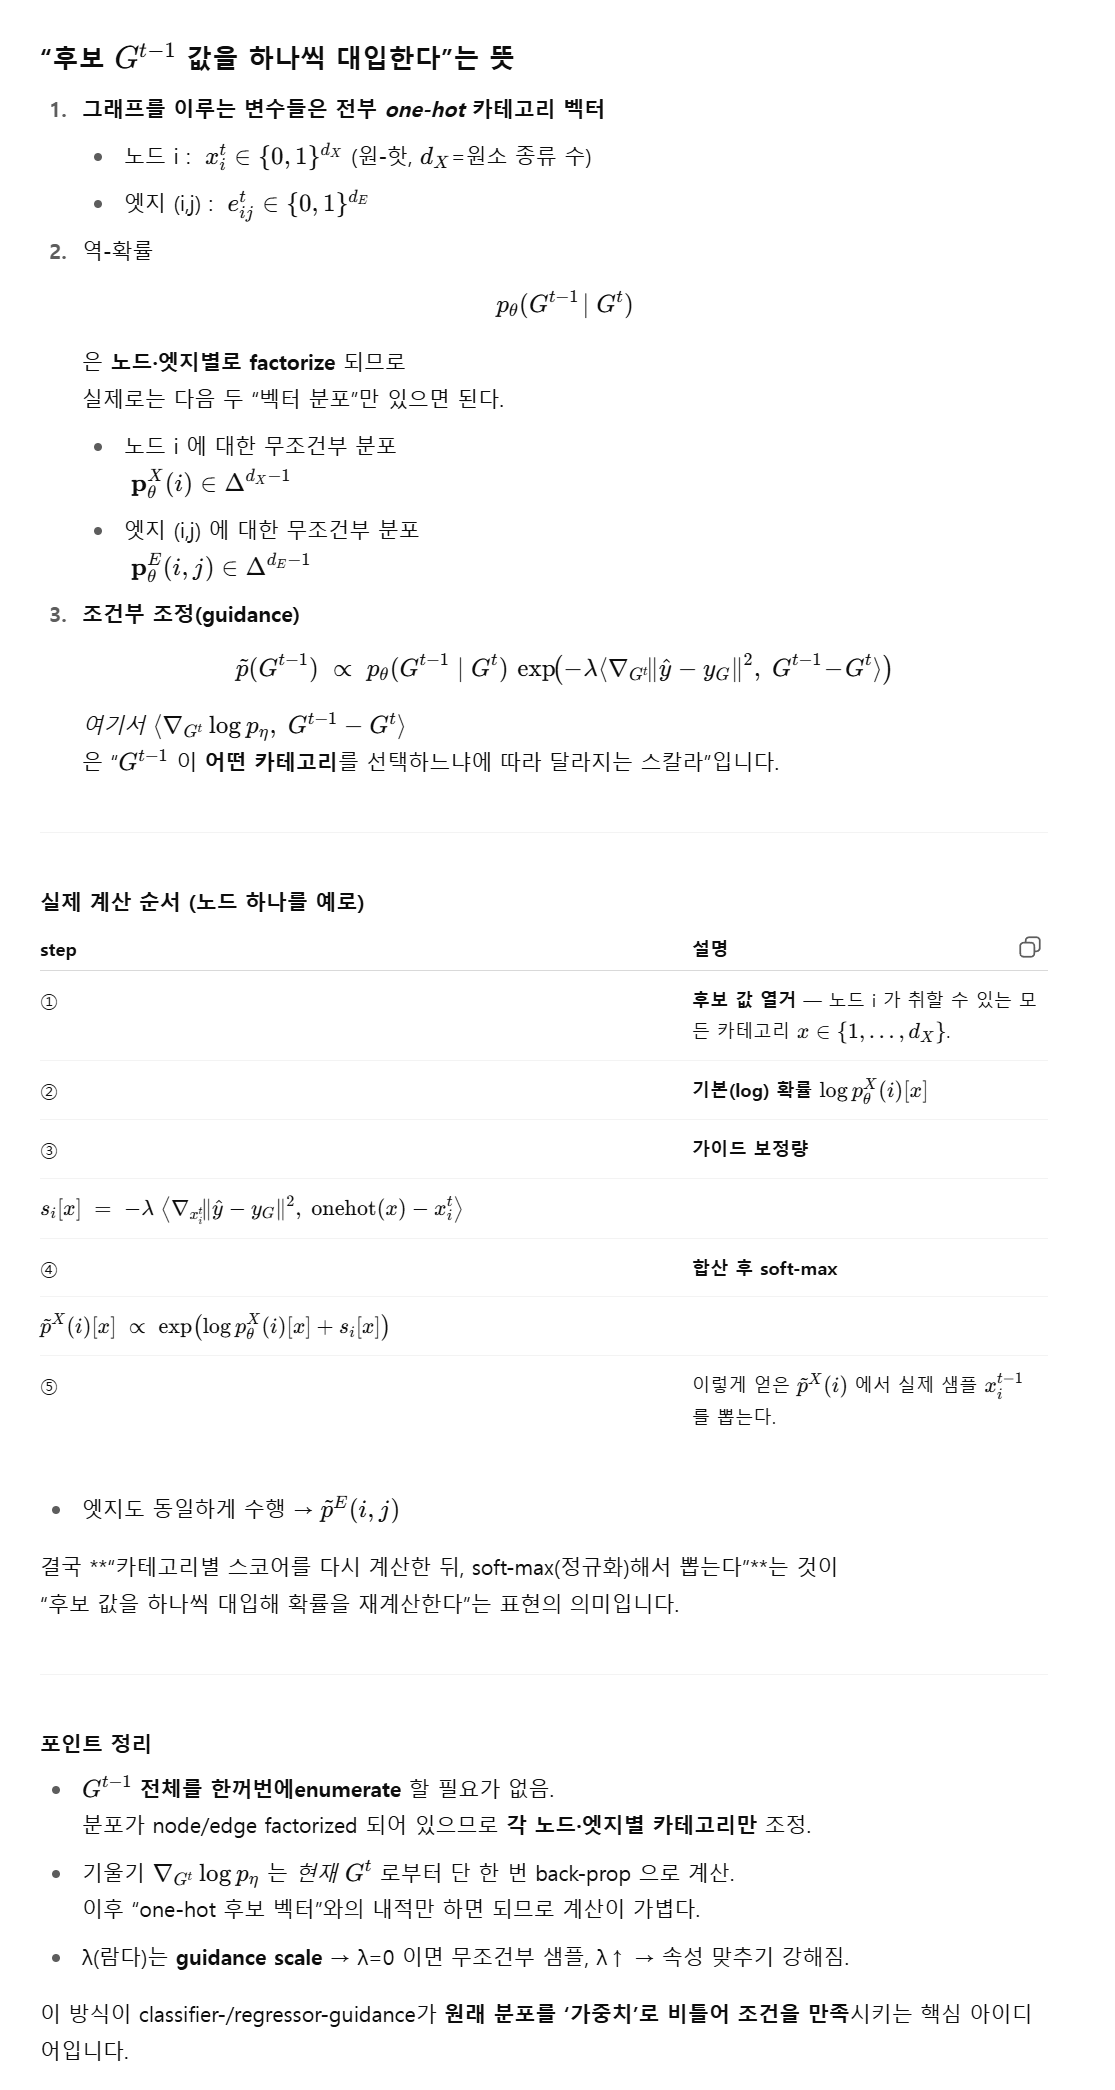 “후보 $G^{t-1}$ 값을 하나씩 대입한다”는 뜻
1. 그래프를 이루는 변수들은 전부 one-hot 카테고리 벡터
• 노드 i : $x_i^t \in \{0,1\}^{d_X}$ (원-핫, $d_X$=원소 종류 수)
• 엣지 (i,j) : $e_{ij}^t \in \{0,1\}^{d_E}$
2. 역-확률
$p_\theta(G^{t-1} | G^t)$
은 노드·엣지별로 factorize 되므로
실제로는 다음 두 “벡터 분포”만 있으면 된다.
• 노드 i 에 대한 무조건부 분포
$\mathbf{p}_\theta^X(i) \in \Delta^{d_X-1}$
• 엣지 (i,j) 에 대한 무조건부 분포
$\mathbf{p}_\theta^E(i,j) \in \Delta^{d_E-1}$
3. 조건부 조정(guidance)
$\tilde{p}(G^{t-1}) \propto p_\theta(G^{t-1} \mid G^t) \exp(-\lambda \langle \nabla_{G^t} \|\hat{y} - y_G\|^2, G^{t-1} - G^t \rangle)$
여기서 $\langle \nabla_{G^t} \log p_\eta, G^{t-1} - G^t \rangle$
은 “$G^{t-1}$ 이 어떤 카테고리를 선택하느냐에 따라 달라지는 스칼라”입니다.
실제 계산 순서 (노드 하나를 예로)
step 설명
① 후보 값 열거 — 노드 i 가 취할 수 있는 모
든 카테고리 $x \in \{1,\ldots,d_X\}$.
② 기본(log) 확률 $\log p_\theta^X(i)[x]$
③ 가이드 보정량
$s_i[x] = -\lambda \langle \nabla_{x_i^t} \|\hat{y} - y_G\|^2, \mathrm{onehot}(x) - x_i^t \rangle$
④ 합산 후 soft-max
$\tilde{p}^X(i)[x] \propto \exp(\log p_\theta^X(i)[x] + s_i[x])$
⑤ 이렇게 얻은 $\tilde{p}^X(i)$ 에서 실제 샘플 $x_i^{t-1}$
를 뽑는다.
• 엣지도 동일하게 수행 → $\tilde{p}^E(i,j)$
결국 **“카테고리별 스코어를 다시 계산한 뒤, soft-max(정규화)해서 뽑는다”**는 것이
“후보 값을 하나씩 대입해 확률을 재계산한다”는 표현의 의미입니다.
포인트 정리
• $G^{t-1}$ 전체를 한꺼번에enumerate 할 필요가 없음.
분포가 node/edge factorized 되어 있으므로 각 노드·엣지별 카테고리만 조정.
• 기울기 $\nabla_{G^t} \log p_\eta$ 는 현재 $G^t$ 로부터 단 한 번 back-prop 으로 계산.
이후 “one-hot 후보 벡터”와의 내적만 하면 되므로 계산이 가볍다.
• λ(람다)는 guidance scale → λ=0 이면 무조건부 샘플, λ↑ → 속성 맞추기 강해짐.
이 방식이 classifier-/regressor-guidance가 원래 분포를 ‘가중치’로 비틀어 조건을 만족시키는 핵심 아이디
어입니다.